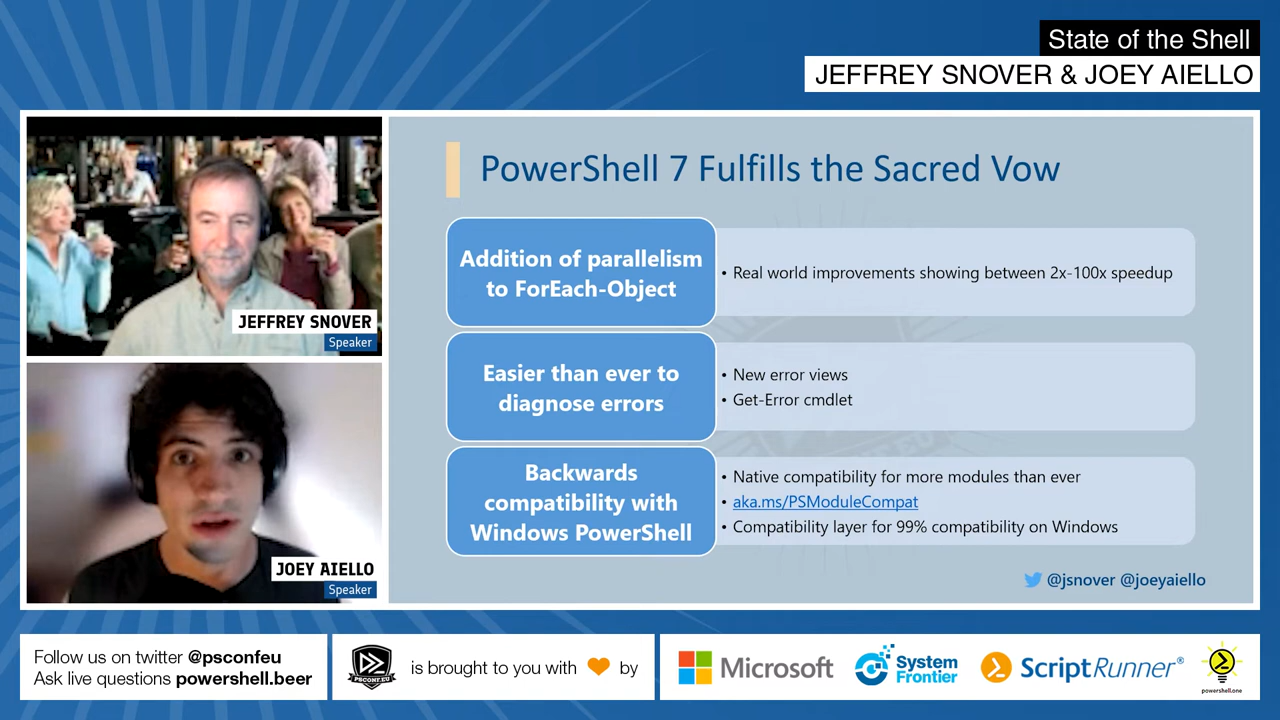 State of the Shell
JEFFREY SNOVER & JOEY AIELLO
JEFFREY SNOVER
Speaker
JOEY AIELLO
Speaker
PowerShell 7 Fulfills the Sacred Vow
Addition of parallelism
to ForEach-Object
• Real world improvements showing between 2x-100x speedup
Easier than ever to
diagnose errors
• New error views
• Get-Error cmdlet
Backwards
compatibility with
Windows PowerShell
• Native compatibility for more modules than ever
• aka.ms/PSModuleCompat
• Compatibility layer for 99% compatibility on Windows
@jsnover @joeyaiello
Follow us on twitter @psconfeu
Ask live questions powershell.beer
PSCONF.EU
is brought to you with
by
Microsoft
System
Frontier
ScriptRunner®
powershell.one